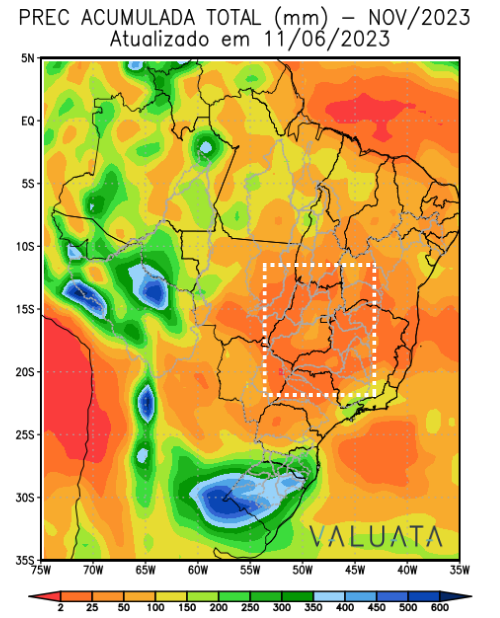 PREC ACUMULADA TOTAL (mm) – NOV/2023
Atualizado em 11/06/2023
5N
EQ
5S
10S
15S
20S
25S
30S
35S
VALUATA
75W 70W 65W 60W 55W 50W 45W 40W 35W
2 25 50 100 150 200 250 300 350 400 450 500 600